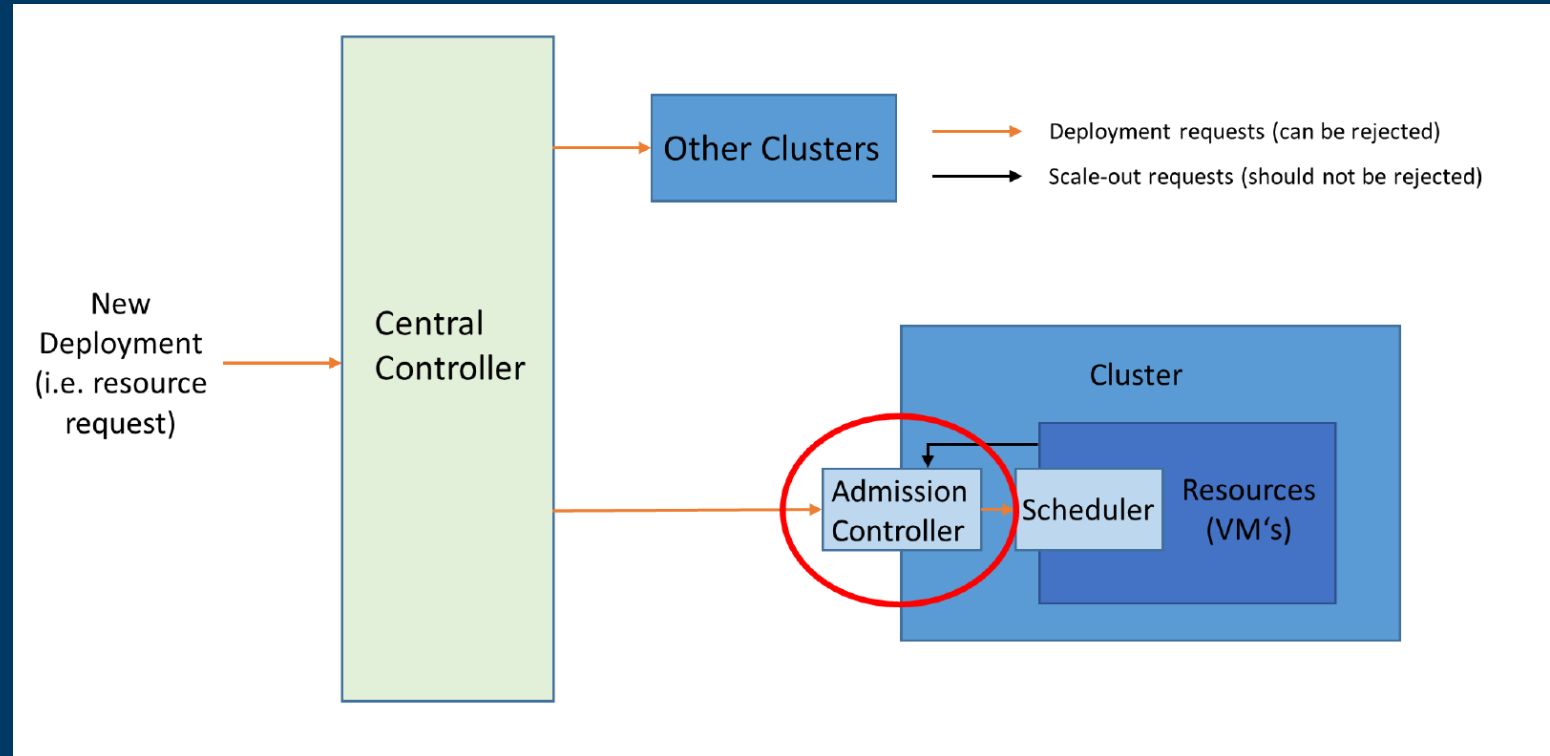 New
Deployment
(i.e. resource
request)
Central
Controller
Other Clusters
Deployment requests (can be rejected)
Scale-out requests (should not be rejected)
Cluster
Admission
Controller
Scheduler
Resources
(VM‘s)